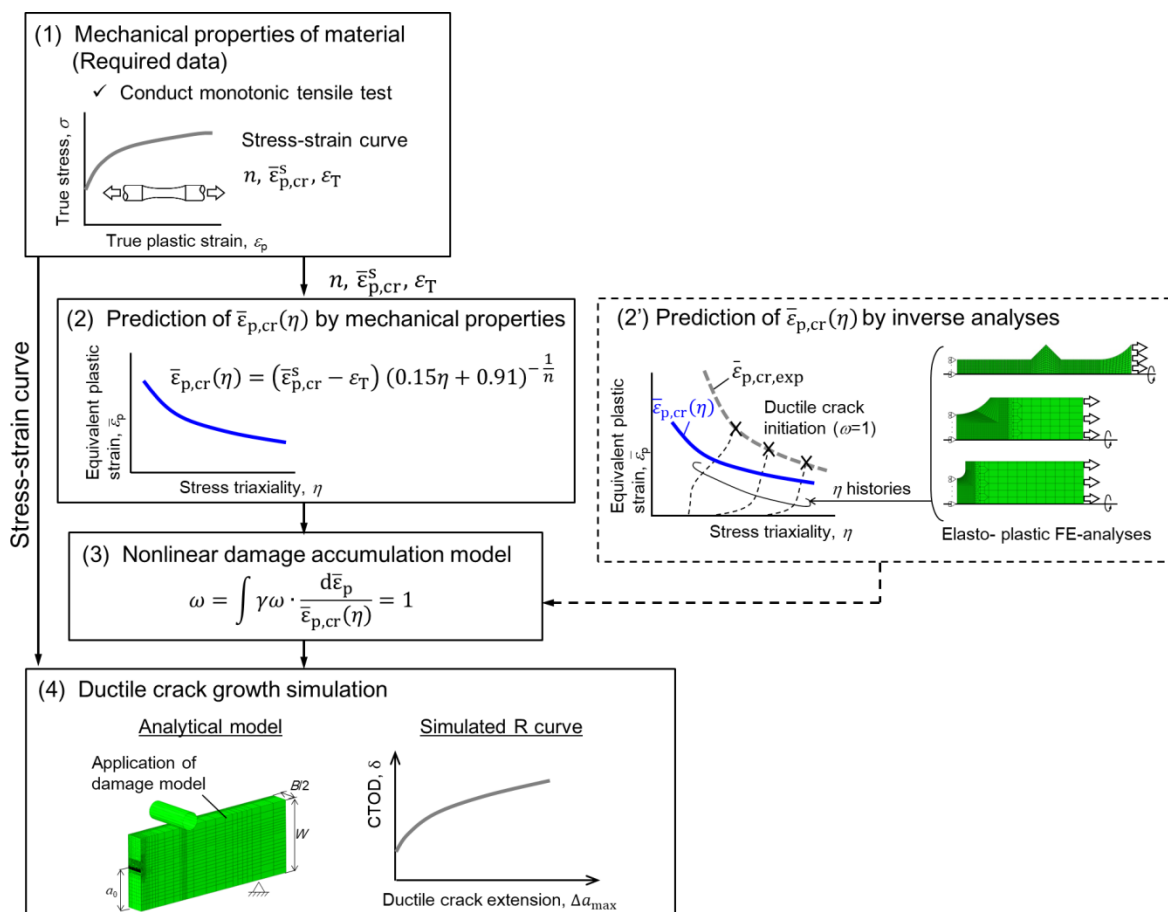 (1) Mechanical properties of material
(Required data)
✓ Conduct monotonic tensile test
True stress, σ
Stress-strain curve
n, ε̅ˢp,cr, εT
True plastic strain, εp
Stress-strain curve
n, ε̅ˢp,cr, εT
(2) Prediction of ε̅p,cr(η) by mechanical properties
Equivalent plastic
strain, ε̅p
ε̅p,cr(η) = (ε̅ˢp,cr − εT) (0.15η + 0.91)^(−1/n)
Stress triaxiality, η
(2') Prediction of ε̅p,cr(η) by inverse analyses
Equivalent plastic
strain, ε̅p
ε̅p,cr,exp
ε̅p,cr(η)
Ductile crack
initiation (ω=1)
η histories
Stress triaxiality, η
Elasto- plastic FE-analyses
(3) Nonlinear damage accumulation model
ω = ∫ γω · dε̅p / ε̅p,cr(η) = 1
(4) Ductile crack growth simulation
Analytical model
Application of
damage model
B/2
W
a₀
Simulated R curve
CTOD, δ
Ductile crack extension, Δamax